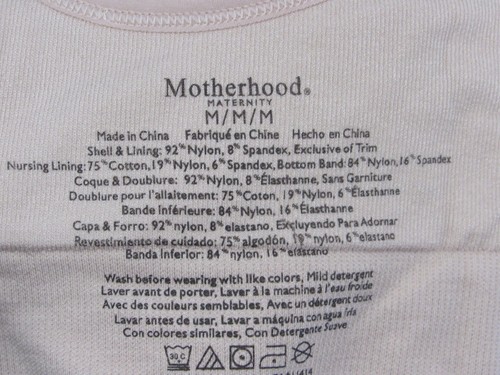 Motherhood®
MATERNITY
M/M/M
Made in China Fabriqué en Chine Hecho en China
Shell & Lining: 92% Nylon, 8% Spandex, Exclusive of Trim
Nursing Lining: 75% Cotton, 19% Nylon, 6% Spandex, Bottom Band: 84% Nylon, 16% Spandex
Coque & Doublure: 92% Nylon, 8% Élasthanne, Sans Garniture
Doublure pour l'allaitement: 75% Coton, 19% Nylon, 6% Élasthanne
Bande Inférieure: 84% Nylon, 16% Élasthanne
Capa & Forro: 92% nylon, 8% elastano, Excluyendo Para Adornar
Revestimiento de cuidado: 75% algodón, 19% nylon, 6% elastano
Banda Inferior: 84% nylon, 16% elastano
Wash before wearing with like colors, Mild detergent
Laver avant de porter, Laver à la machine à l'eau froide
Avec des couleurs semblables, Avec un détergent doux
Lavar antes de usar, Lavar a máquina con agua fría
Con colores similares, Con Detergente Suave
30 C